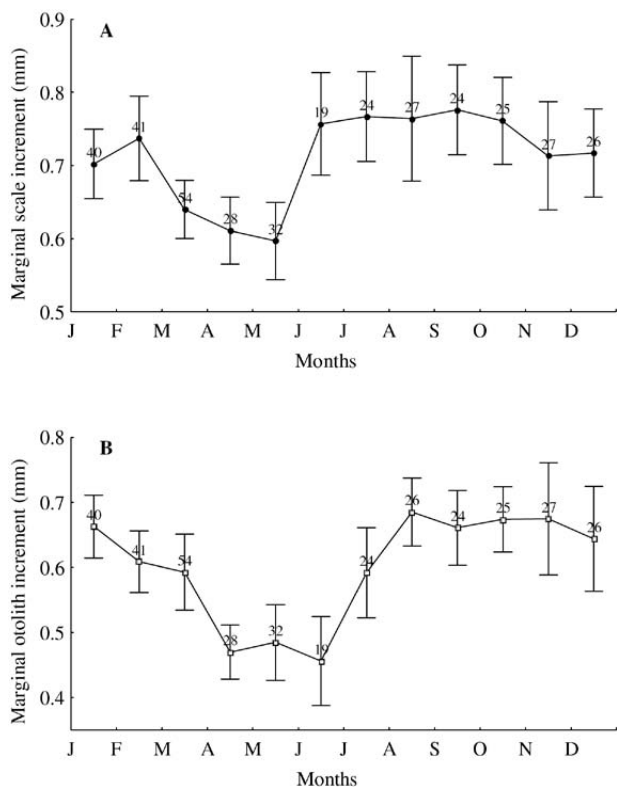 A
Marginal scale increment (mm)
0.9
0.8
0.7
0.6
0.5
40 41 54 28 32 19 24 27 24 25 27 26
J F M A M J J A S O N D
Months
B
Marginal otolith increment (mm)
0.8
0.7
0.6
0.5
0.4
40 41 54 28 32 19 24 26 24 25 27 26
J F M A M J J A S O N D
Months